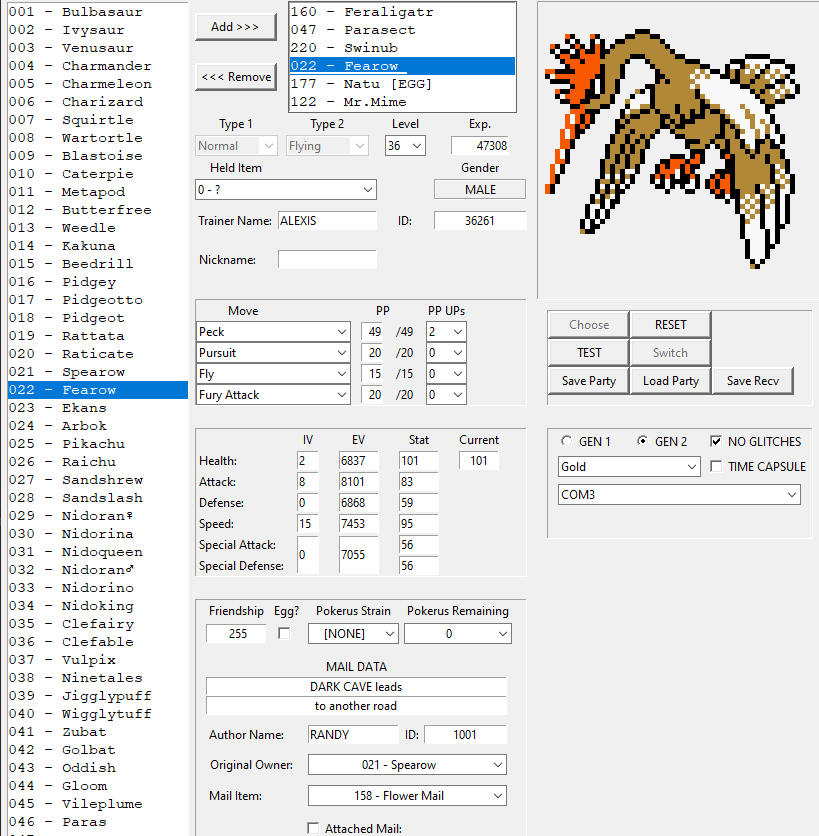 001 - Bulbasaur
002 - Ivysaur
003 - Venusaur
004 - Charmander
005 - Charmeleon
006 - Charizard
007 - Squirtle
008 - Wartortle
009 - Blastoise
010 - Caterpie
011 - Metapod
012 - Butterfree
013 - Weedle
014 - Kakuna
015 - Beedrill
016 - Pidgey
017 - Pidgeotto
018 - Pidgeot
019 - Rattata
020 - Raticate
021 - Spearow
022 - Fearow
023 - Ekans
024 - Arbok
025 - Pikachu
026 - Raichu
027 - Sandshrew
028 - Sandslash
029 - Nidoran♀
030 - Nidorina
031 - Nidoqueen
032 - Nidoran♂
033 - Nidorino
034 - Nidoking
035 - Clefairy
036 - Clefable
037 - Vulpix
038 - Ninetales
039 - Jigglypuff
040 - Wigglytuff
041 - Zubat
042 - Golbat
043 - Oddish
044 - Gloom
045 - Vileplume
046 - Paras
Add >>>
<<< Remove
160 - Feraligatr
047 - Parasect
220 - Swinub
022 - Fearow
177 - Natu [EGG]
122 - Mr.Mime
Type 1 Type 2 Level Exp.
Normal Flying 36 47308
Held Item Gender
0 - ? MALE
Trainer Name: ALEXIS ID: 36261
Nickname:
Move PP PP UPs
Peck 49 /49 2
Pursuit 20 /20 0
Fly 15 /15 0
Fury Attack 20 /20 0
IV EV Stat Current
Health: 2 6837 101 101
Attack: 8 8101 83
Defense: 0 6868 59
Speed: 15 7453 95
Special Attack: 0 7055 56
Special Defense: 56
Friendship Egg? Pokerus Strain Pokerus Remaining
255 [NONE] 0
MAIL DATA
DARK CAVE leads
to another road
Author Name: RANDY ID: 1001
Original Owner: 021 - Spearow
Mail Item: 158 - Flower Mail
Attached Mail:
Choose RESET
TEST Switch
Save Party Load Party Save Recv
GEN 1 GEN 2 NO GLITCHES
Gold TIME CAPSULE
COM3